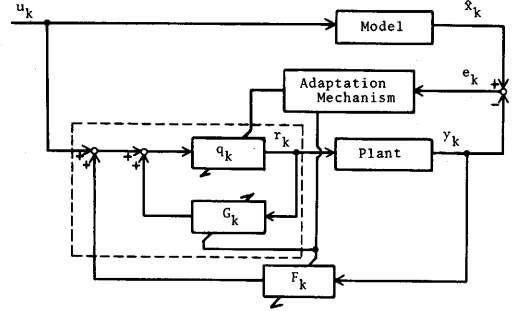 u_k
x̂_k
Model
e_k
+
−
Adaptation
Mechanism
r_k
y_k
+
+
+
+
q_k
Plant
G_k
F_k